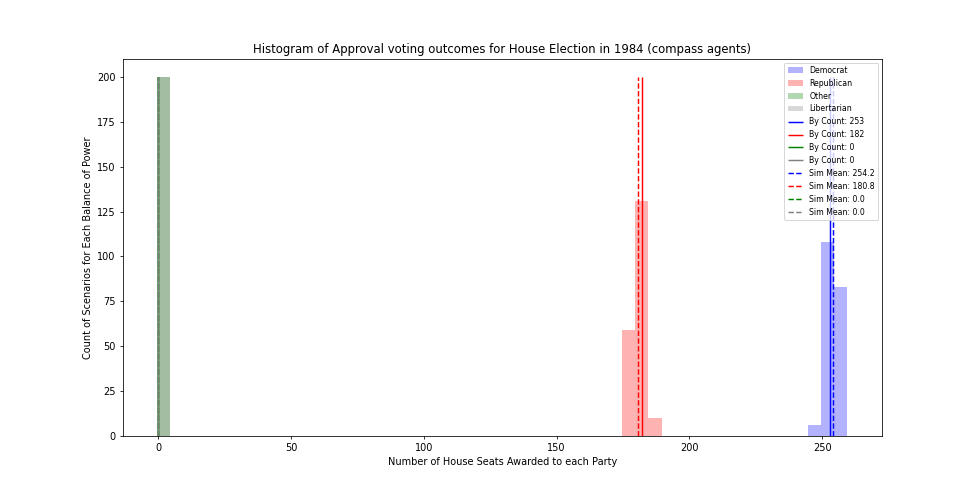 Histogram of Approval voting outcomes for House Election in 1984 (compass agents)
Count of Scenarios for Each Balance of Power
200
175
150
125
100
75
50
25
0
Democrat
Republican
Other
Libertarian
By Count: 253
By Count: 182
By Count: 0
By Count: 0
Sim Mean: 254.2
Sim Mean: 180.8
Sim Mean: 0.0
Sim Mean: 0.0
0 50 100 150 200 250
Number of House Seats Awarded to each Party